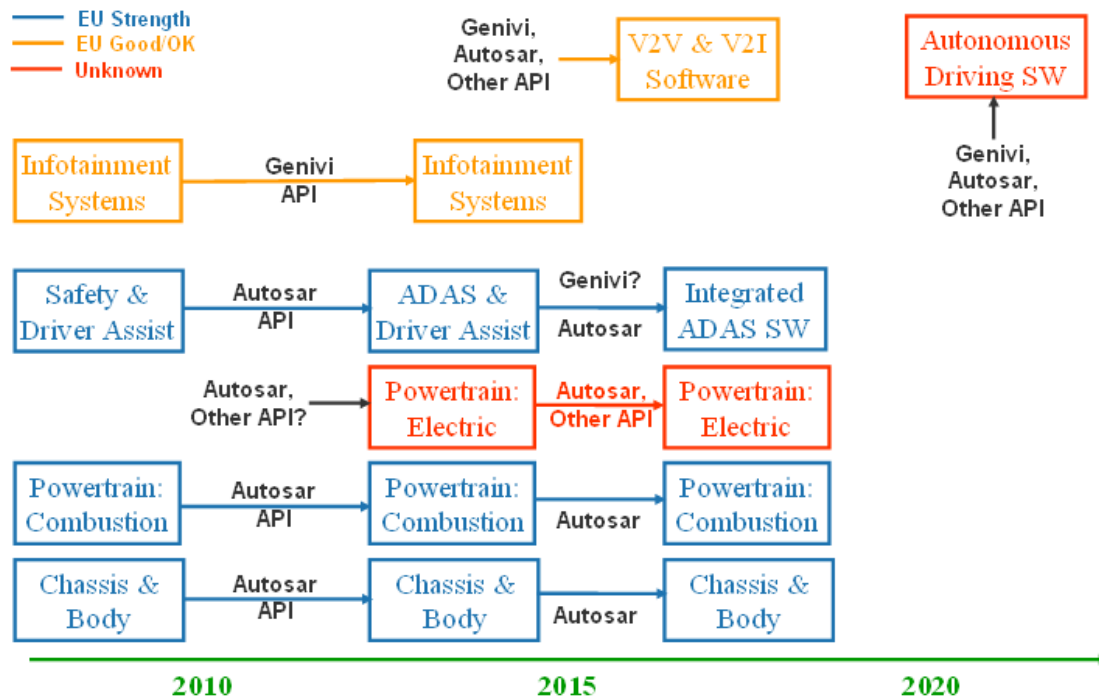 EU Strength
EU Good/OK
Unknown
Genivi,
Autosar,
Other API
V2V & V2I
Software
Autonomous
Driving SW
Genivi,
Autosar,
Other API
Infotainment
Systems
Genivi
API
Infotainment
Systems
Safety &
Driver Assist
Autosar
API
ADAS &
Driver Assist
Genivi?
Autosar
Integrated
ADAS SW
Autosar,
Other API?
Powertrain:
Electric
Autosar,
Other API
Powertrain:
Electric
Powertrain:
Combustion
Autosar
API
Powertrain:
Combustion
Autosar
Powertrain:
Combustion
Chassis &
Body
Autosar
API
Chassis &
Body
Autosar
Chassis &
Body
2010
2015
2020